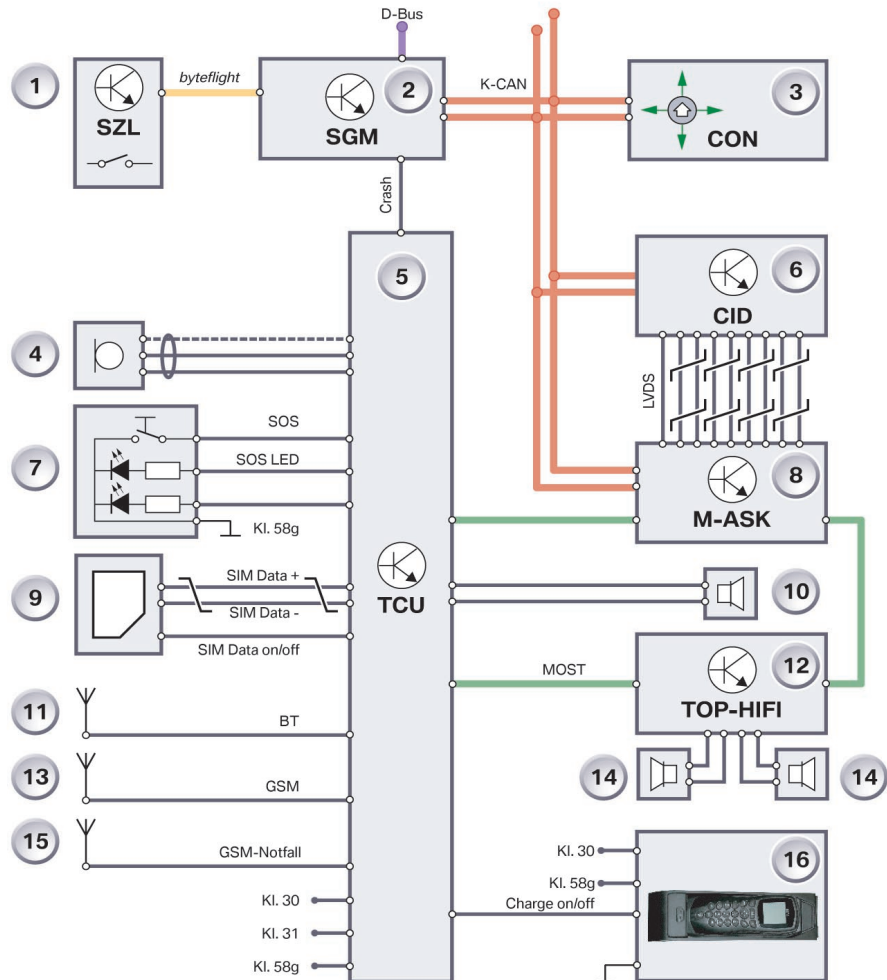 D-Bus
1
byteflight
2
K-CAN
3
SZL
SGM
CON
Crash
5
6
CID
4
LVDS
7
SOS
SOS LED
Kl. 58g
8
M-ASK
9
SIM Data +
SIM Data -
SIM Data on/off
TCU
10
MOST
12
TOP-HIFI
11
BT
13
GSM
14
14
15
GSM-Notfall
Kl. 30
16
Kl. 58g
Charge on/off
Kl. 30
Kl. 31
Kl. 58g